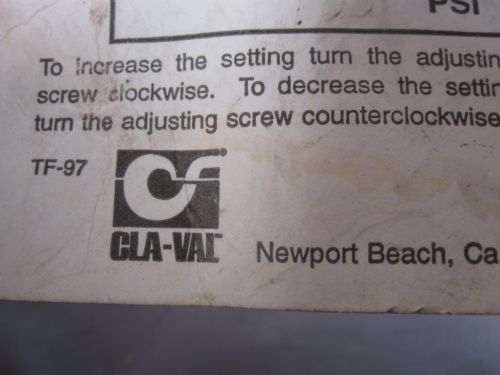 PSI
To increase the setting turn the adjustin
screw clockwise. To decrease the settin
turn the adjusting screw counterclockwise
TF-97
CLA-VAL
Newport Beach, Ca